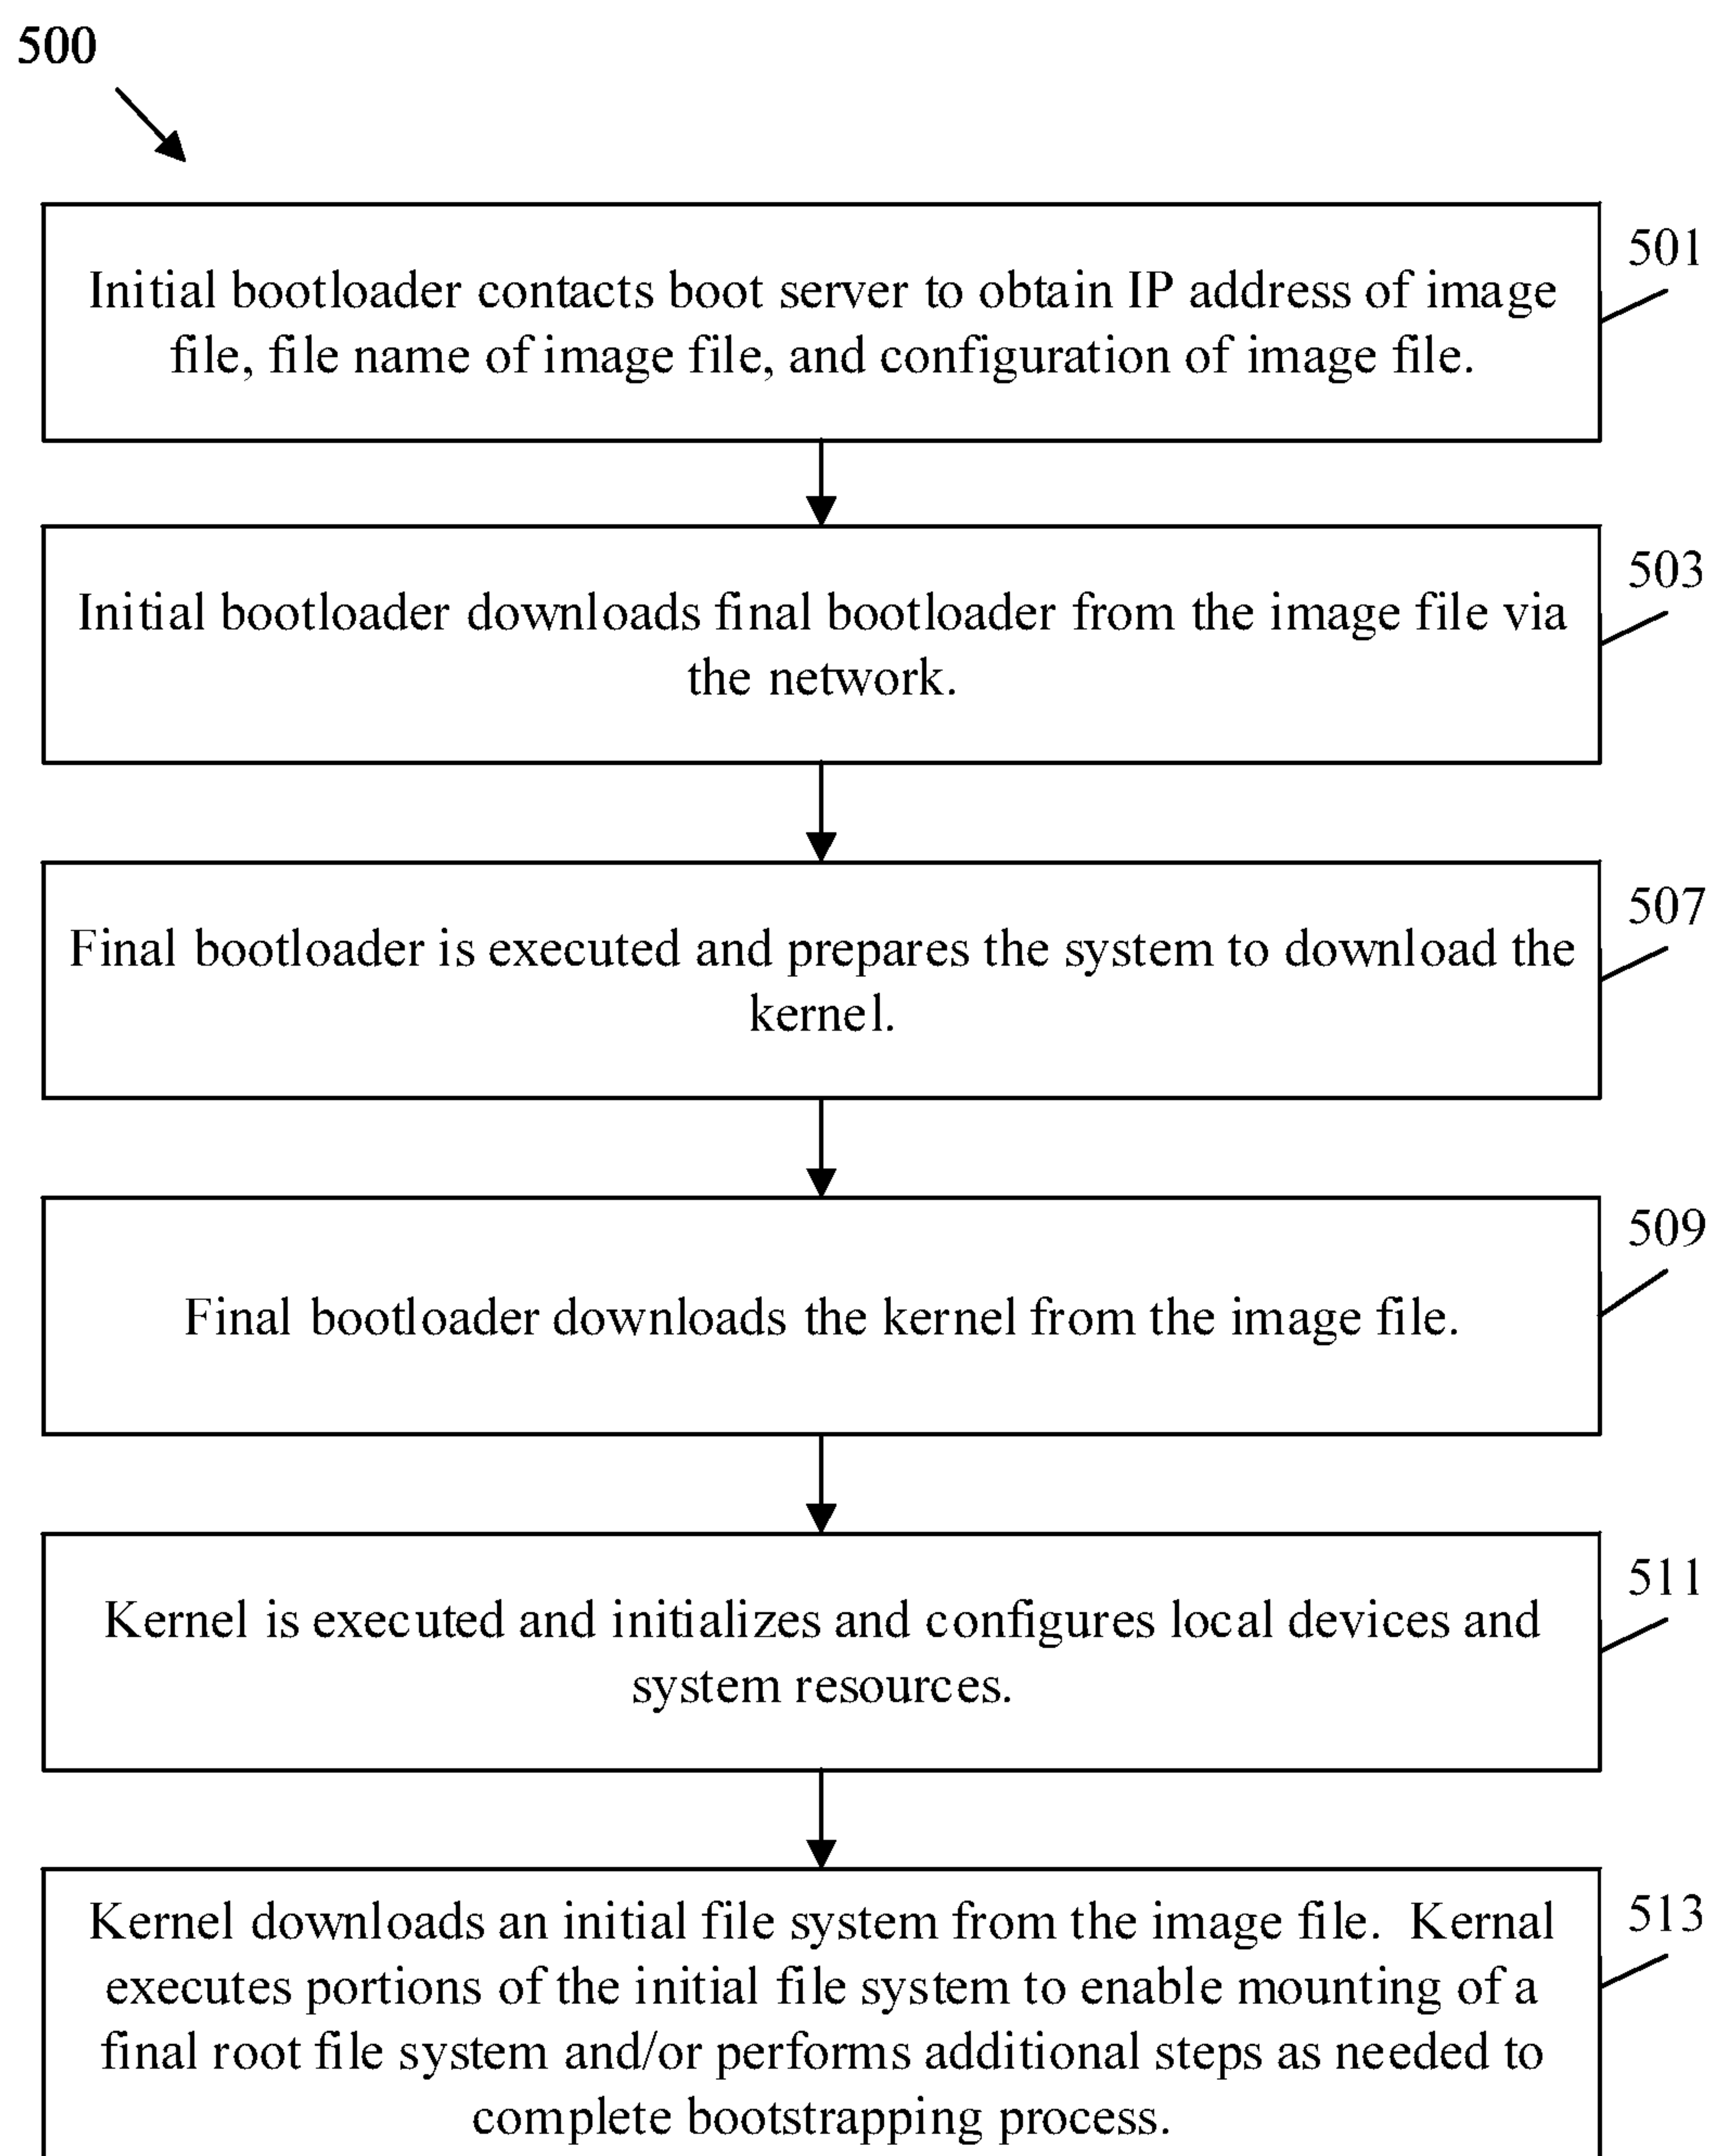 500
501
Initial bootloader contacts boot server to obtain IP address of image
file, file name of image file, and configuration of image file.
503
Initial bootloader downloads final bootloader from the image file via
the network.
507
Final bootloader is executed and prepares the system to download the
kernel.
509
Final bootloader downloads the kernel from the image file.
511
Kernel is executed and initializes and configures local devices and
system resources.
513
Kernel downloads an initial file system from the image file.  Kernal
executes portions of the initial file system to enable mounting of a
final root file system and/or performs additional steps as needed to
complete bootstrapping process.